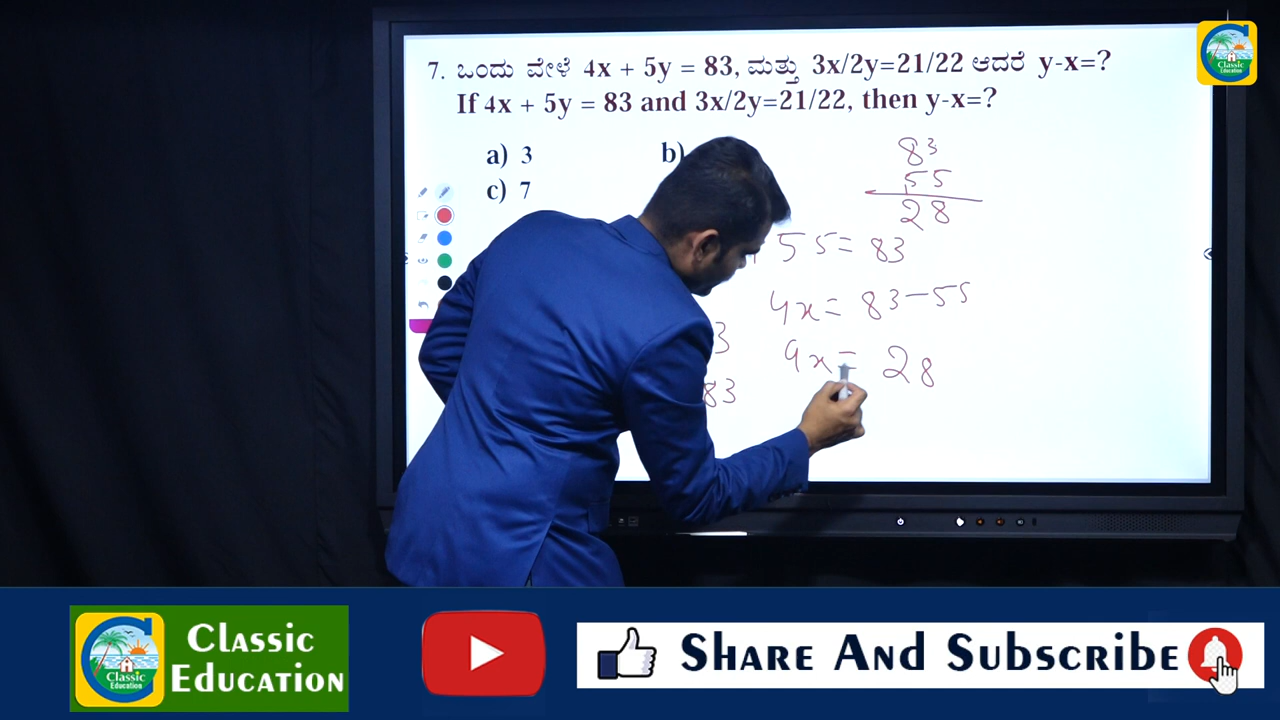 7. ಒಂದು ವೇಳೆ 4x + 5y = 83, ಮತ್ತು 3x/2y=21/22 ಆದರೆ y-x=?
If 4x + 5y = 83 and 3x/2y=21/22, then y-x=?
a) 3 b)
c) 7
83
55
28
55 = 83
4x = 83 - 55
4x = 28
3
83
Classic
Education
Classic
Education
Classic
Education
Share And Subscribe